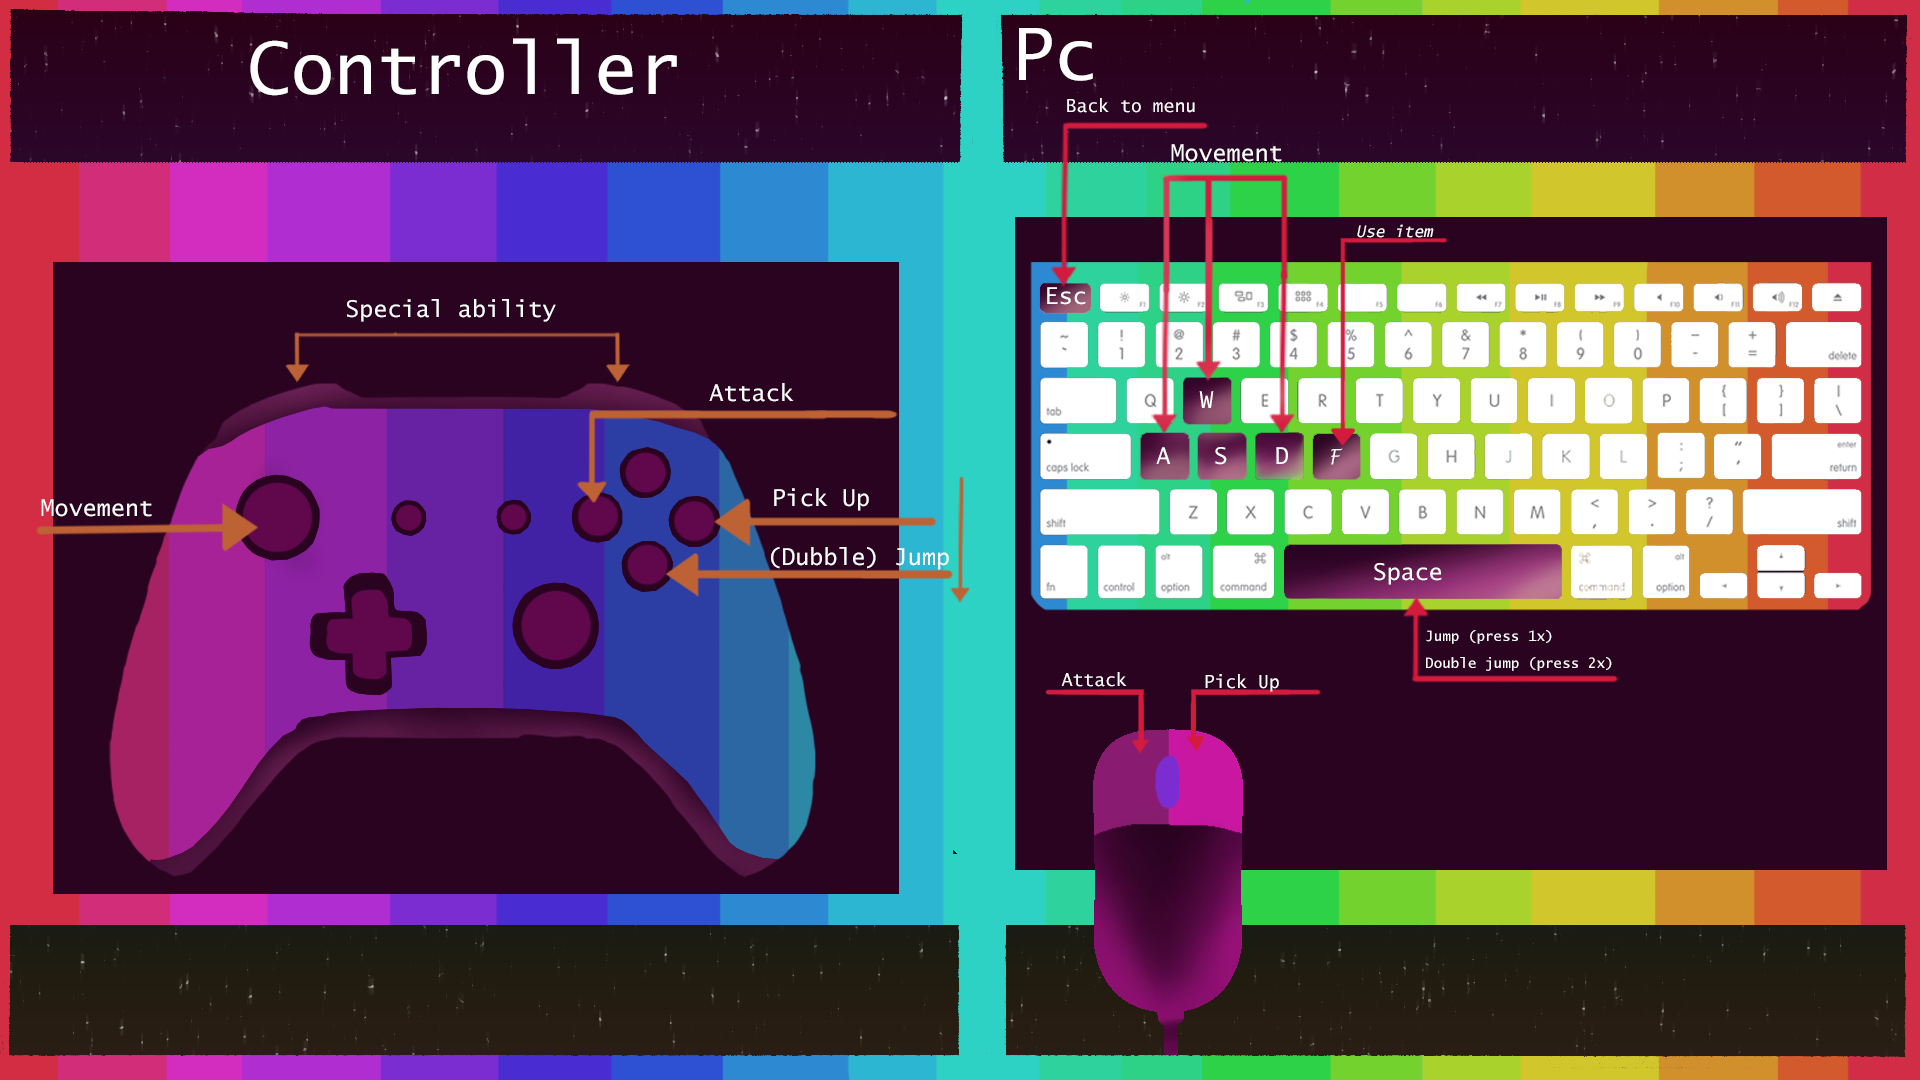 Controller
Special ability
Attack
Movement
Pick Up
(Dubble) Jump
Pc
Back to menu
Movement
Use item
Esc F1 F2 F3 F4 F5 F6 F7 F8 F9 F10 F11 F12
~ ! @ # $ % ^ & * ( ) — +
` 1 2 3 4 5 6 7 8 9 0 - = delete
tab Q W E R T Y U I O P { [ } ] | \
caps lock A S D F G H J K L : ; “ ‘ enter return
shift Z X C V B N M < , > . ? / shift
fn control alt option ⌘ command Space ⌘ command alt option
Jump (press 1x)
Double jump (press 2x)
Attack
Pick Up